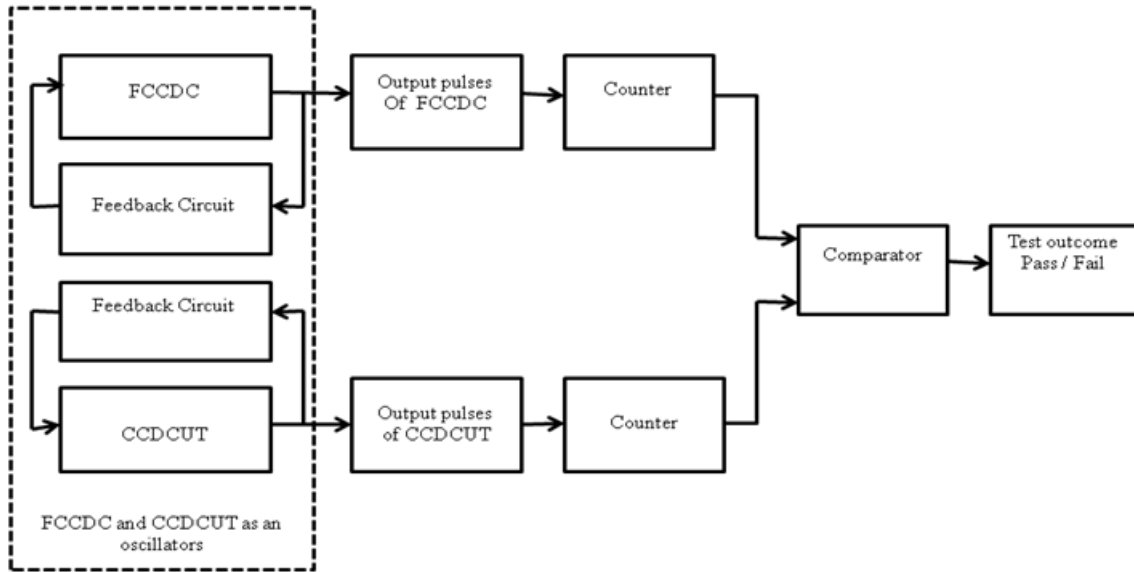 FCCDC
Output pulses
Of FCCDC
Counter
Feedback Circuit
Comparator
Test outcome
Pass / Fail
Feedback Circuit
CCDCUT
Output pulses
of CCDCUT
Counter
FCCDC and CCDCUT as an
oscillators